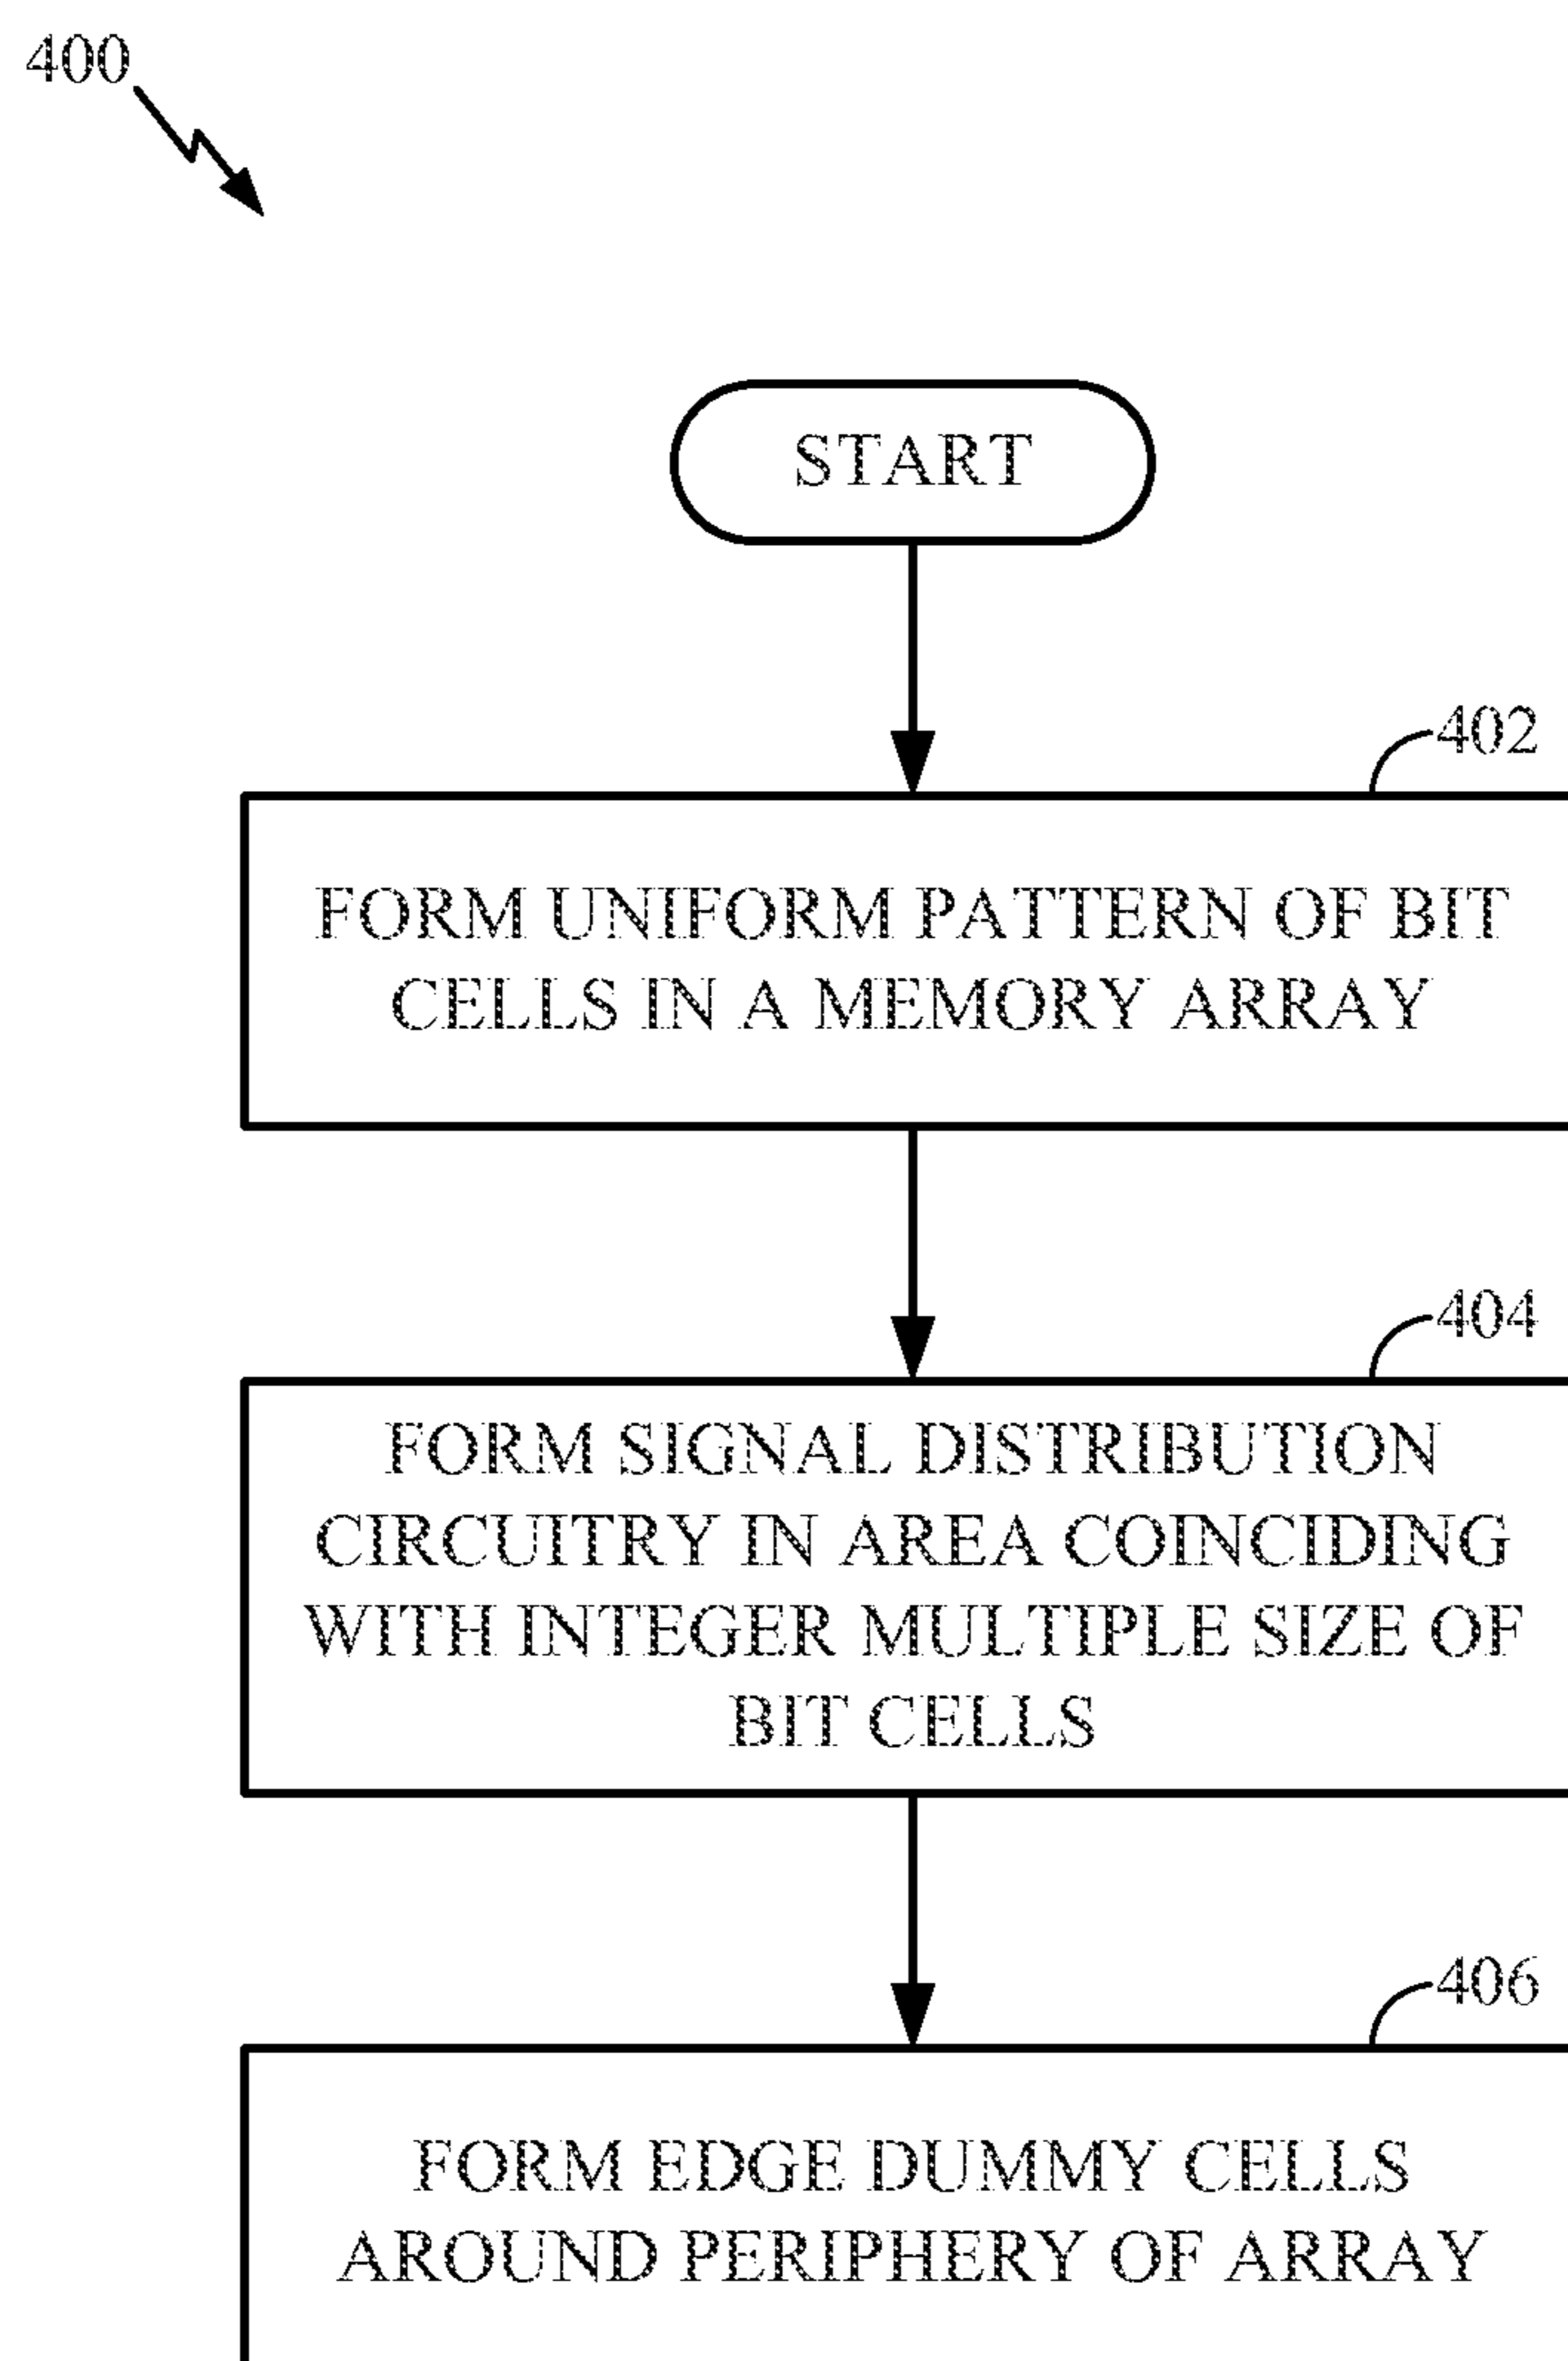 400
START
402
FORM UNIFORM PATTERN OF BIT
CELLS IN A MEMORY ARRAY
404
FORM SIGNAL DISTRIBUTION
CIRCUITRY IN AREA COINCIDING
WITH INTEGER MULTIPLE SIZE OF
BIT CELLS
406
FORM EDGE DUMMY CELLS
AROUND PERIPHERY OF ARRAY